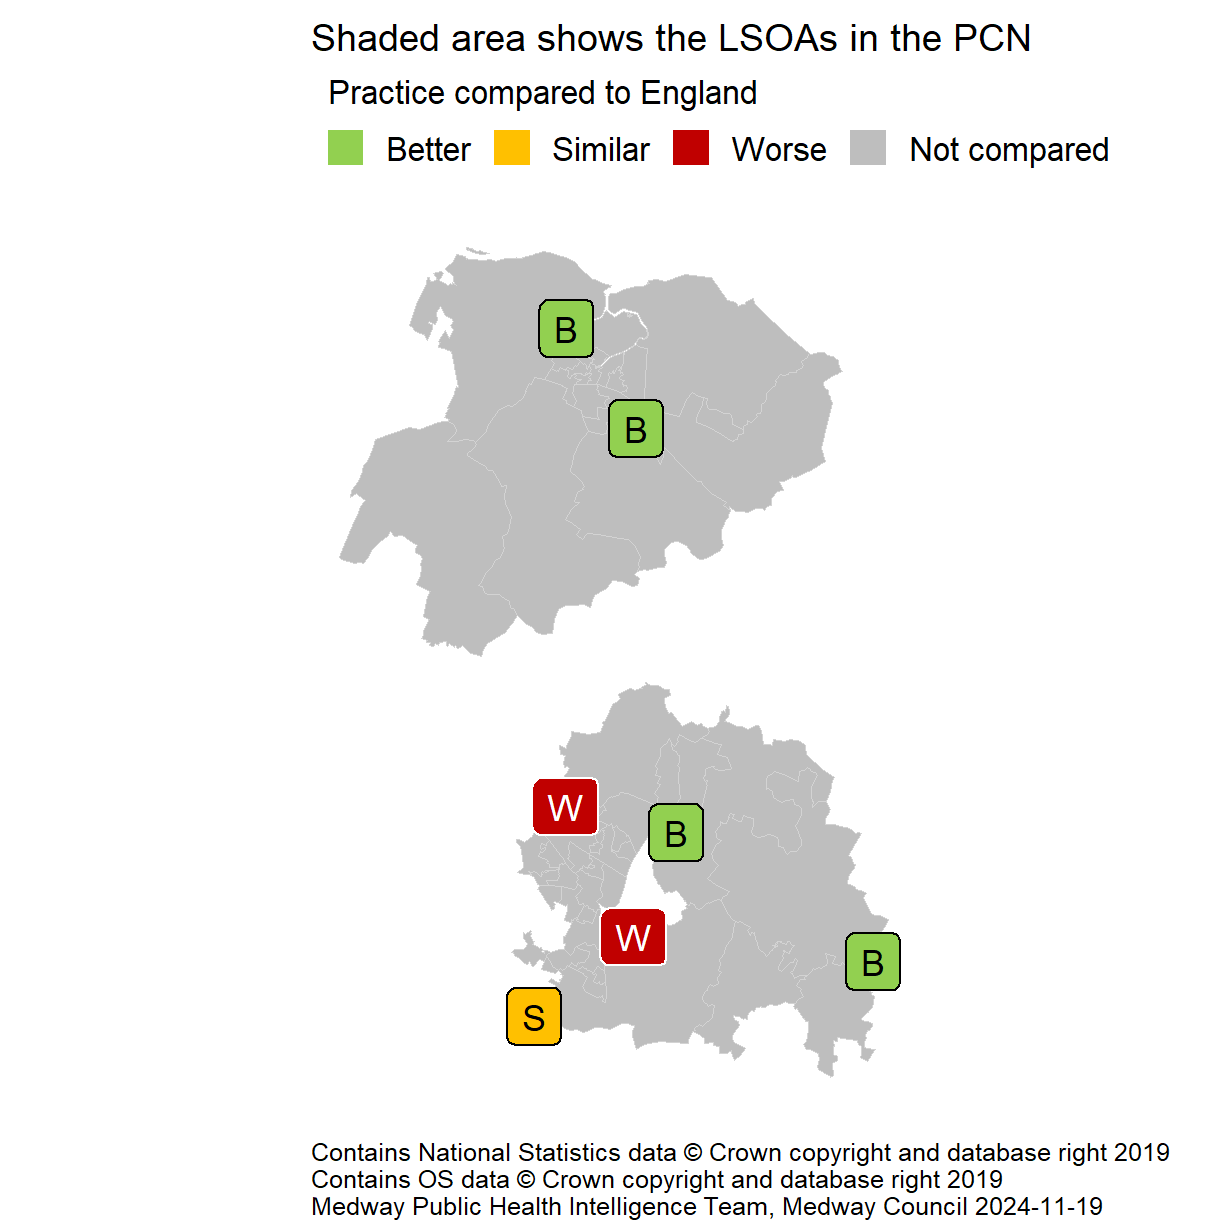 Shaded area shows the LSOAs in the PCN
Practice compared to England
Better Similar Worse Not compared
B
B
W
B
W
B
S
Contains National Statistics data © Crown copyright and database right 2019
Contains OS data © Crown copyright and database right 2019
Medway Public Health Intelligence Team, Medway Council 2024-11-19